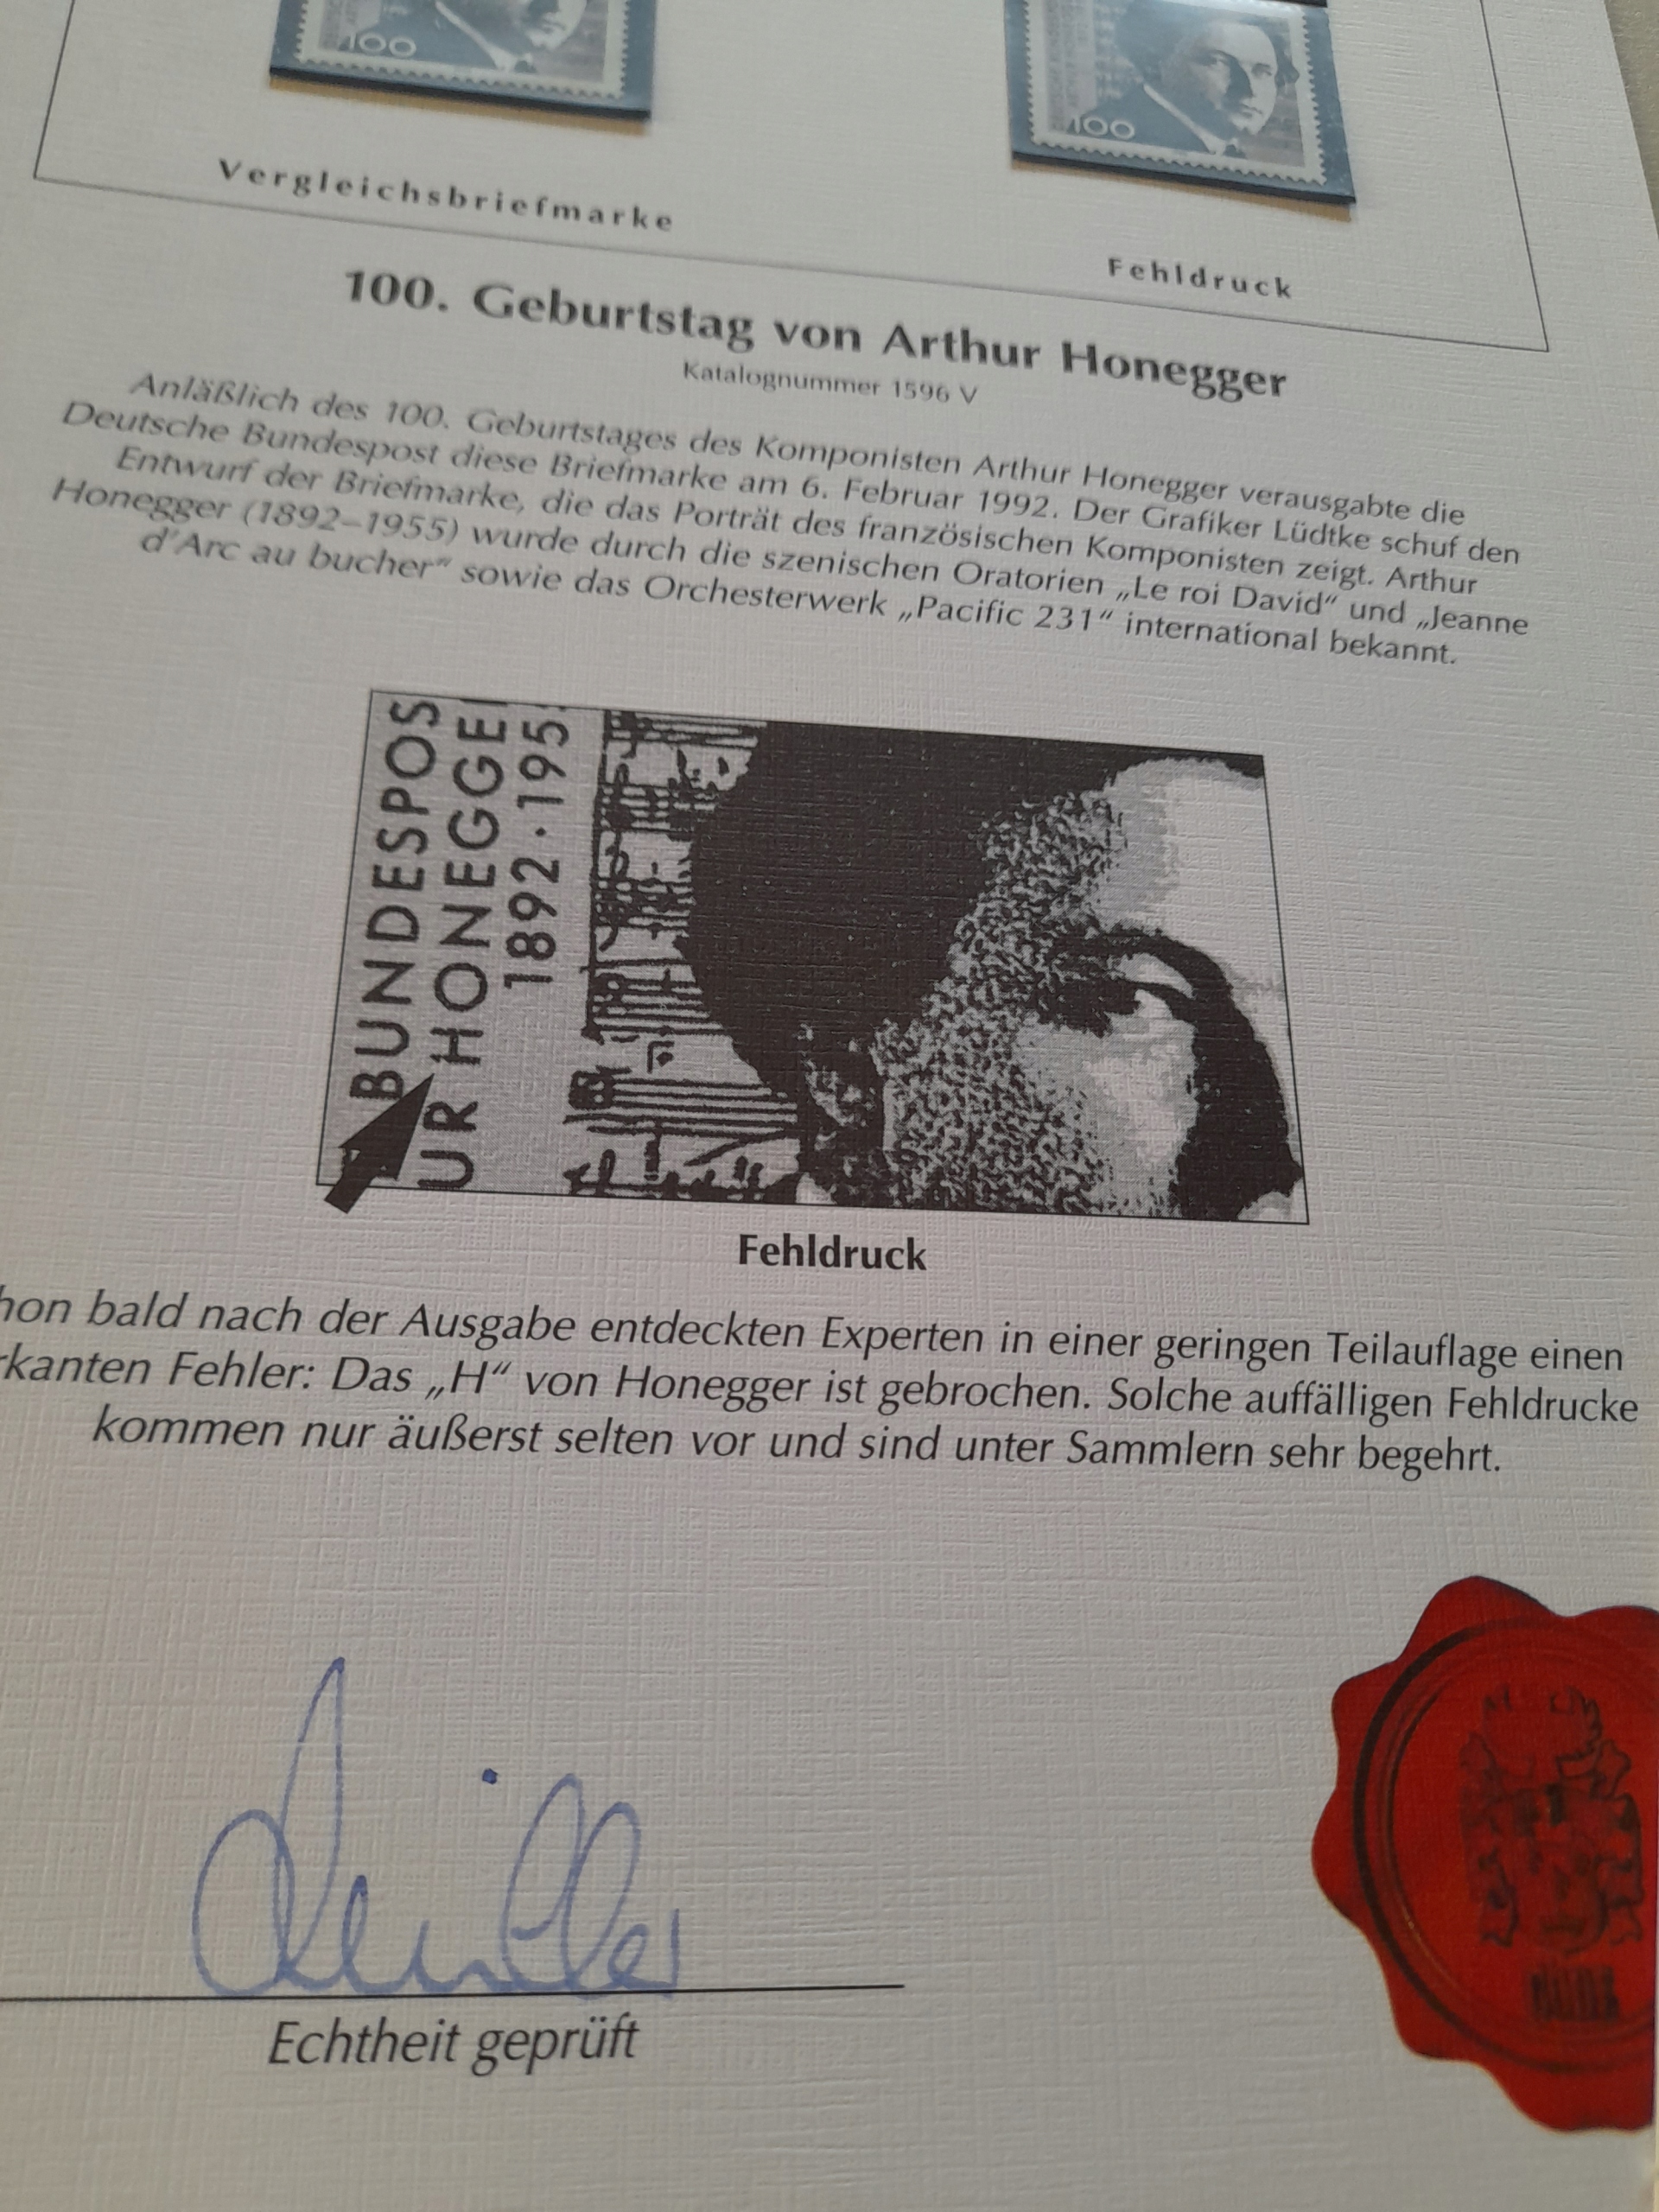 100
100
Vergleichsbriefmarke
Fehldruck
100. Geburtstag von Arthur Honegger
Katalognummer 1596 V
Anläßlich des 100. Geburtstages des Komponisten Arthur Honegger verausgabte die
Deutsche Bundespost diese Briefmarke am 6. Februar 1992. Der Grafiker Lüdtke schuf den
Entwurf der Briefmarke, die das Porträt des französischen Komponisten zeigt. Arthur
Honegger (1892–1955) wurde durch die szenischen Oratorien „Le roi David“ und „Jeanne
d'Arc au bucher“ sowie das Orchesterwerk „Pacific 231“ international bekannt.
BUNDESPOS
UR HONEGGE
1892·195
Fehldruck
hon bald nach der Ausgabe entdeckten Experten in einer geringen Teilauflage einen
rkanten Fehler: Das „H“ von Honegger ist gebrochen. Solche auffälligen Fehldrucke
kommen nur äußerst selten vor und sind unter Sammlern sehr begehrt.
Echtheit geprüft